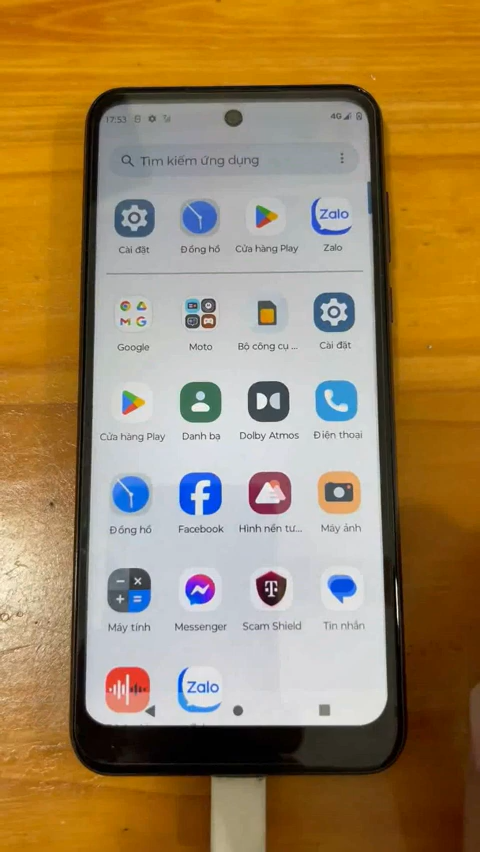 17:53
4G
Tìm kiếm ứng dụng
Zalo
Cài đặt
Đồng hồ
Cửa hàng Play
Zalo
Google
Moto
Bộ công cụ ...
Cài đặt
Cửa hàng Play
Danh bạ
Dolby Atmos
Điện thoại
Đồng hồ
Facebook
Hình nền tư...
Máy ảnh
Máy tính
Messenger
Scam Shield
Tin nhắn
Zalo